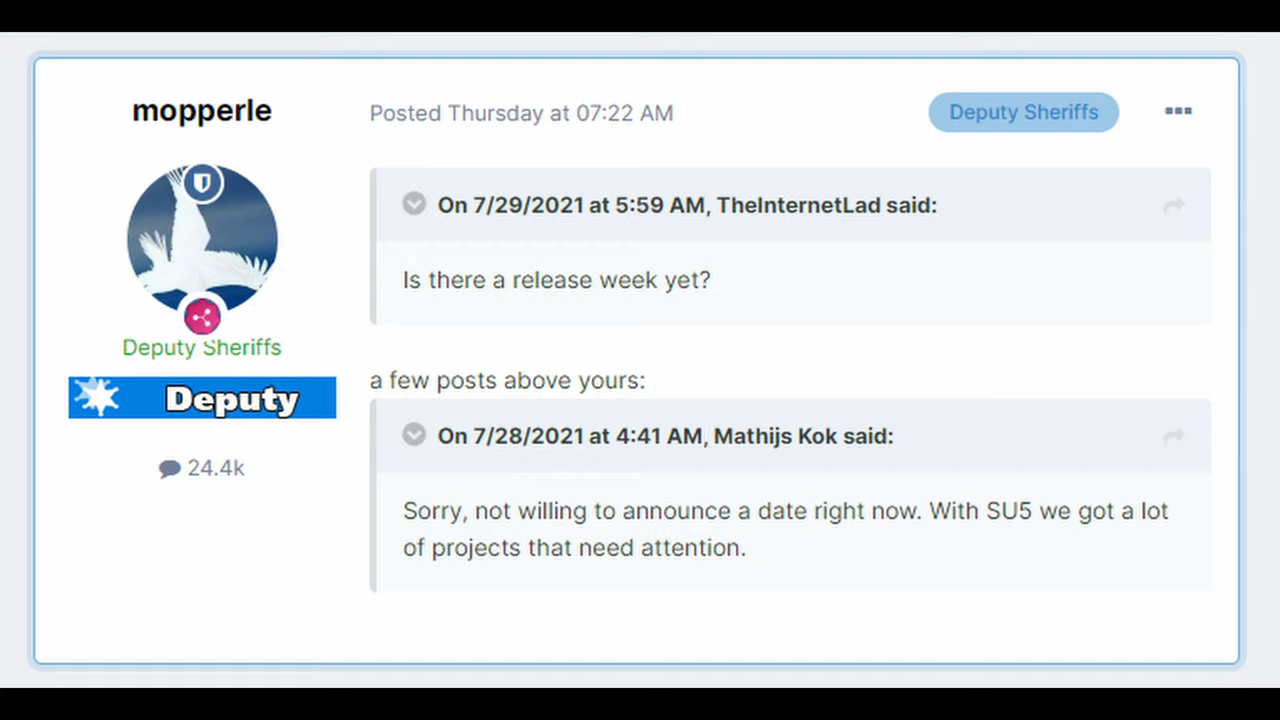 mopperle
Posted Thursday at 07:22 AM
Deputy Sheriffs
On 7/29/2021 at 5:59 AM, TheInternetLad said:
Is there a release week yet?
Deputy Sheriffs
Deputy
24.4k
a few posts above yours:
On 7/28/2021 at 4:41 AM, Mathijs Kok said:
Sorry, not willing to announce a date right now. With SU5 we got a lot
of projects that need attention.